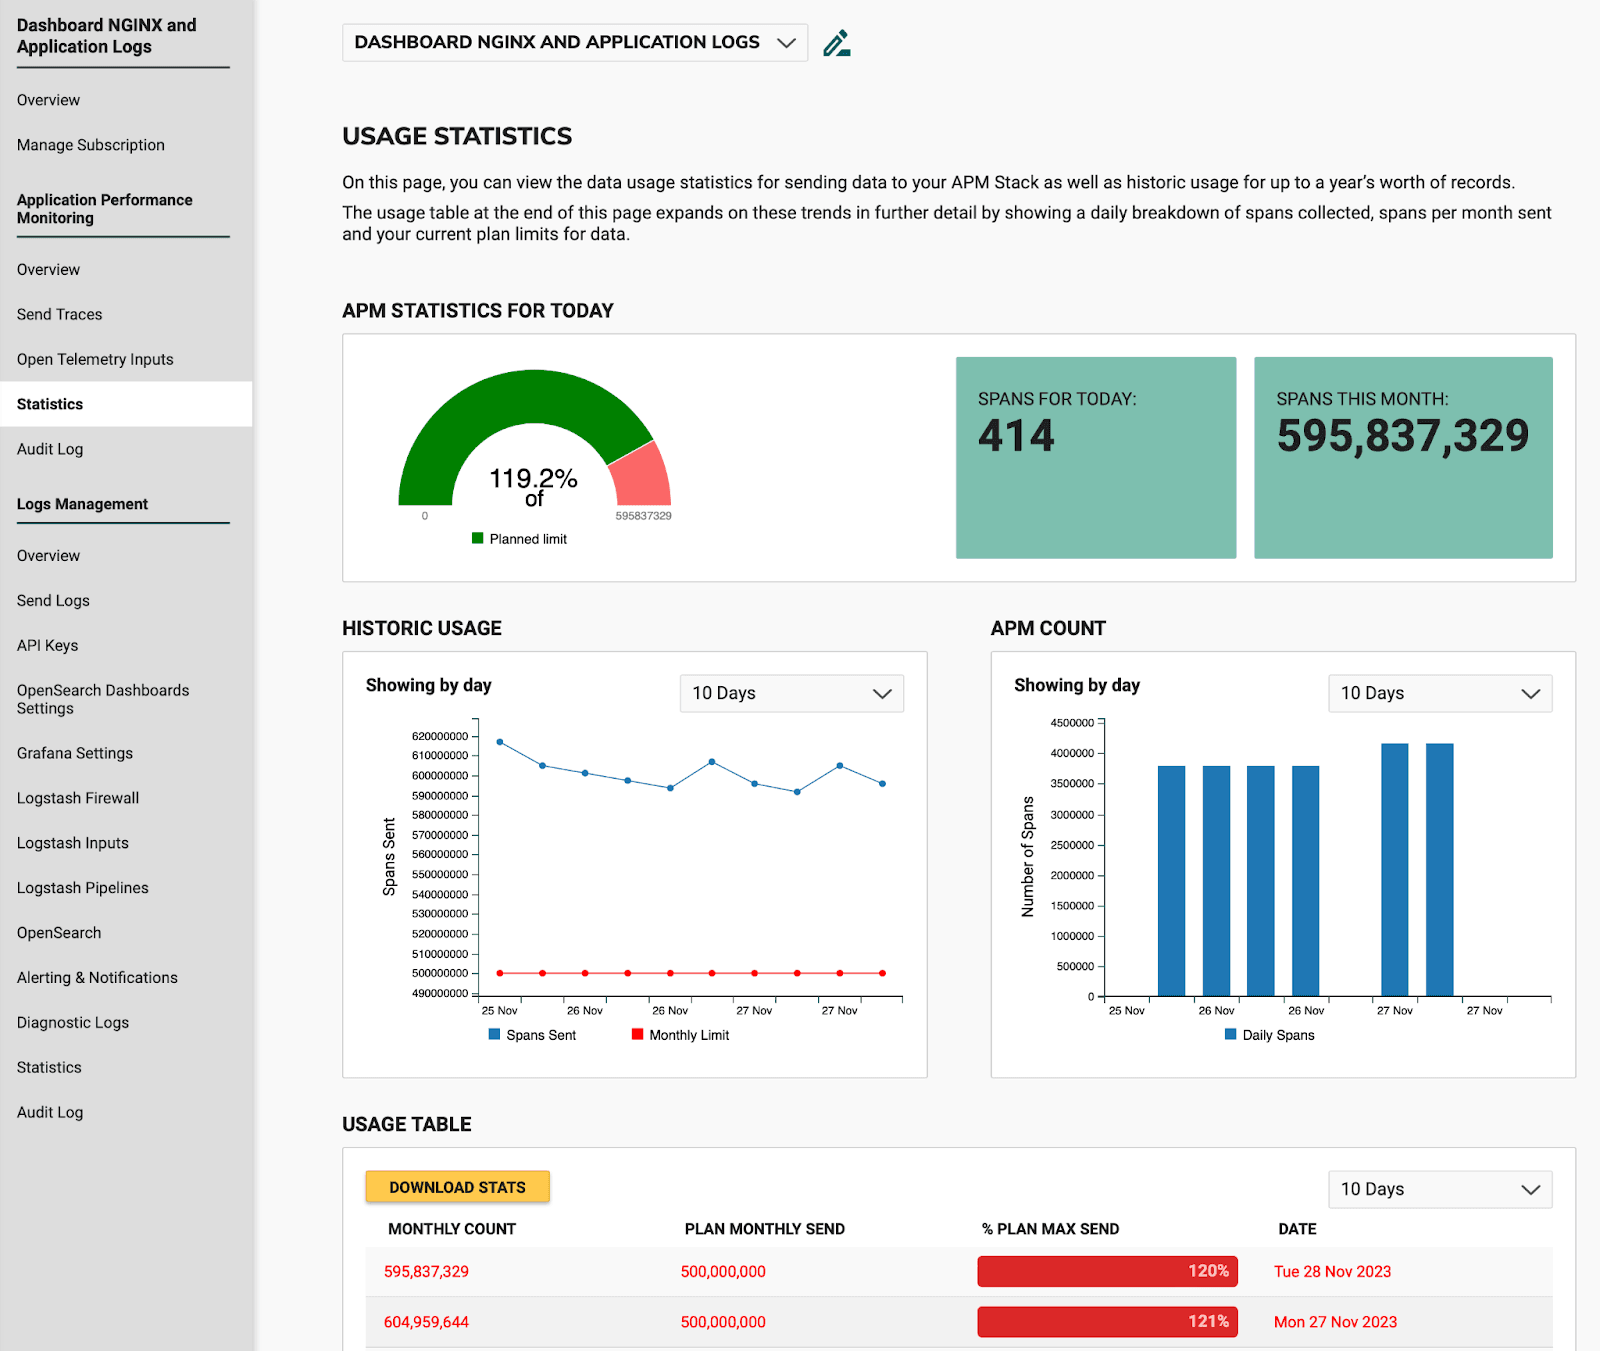 Dashboard NGINX and
Application Logs
Overview
Manage Subscription
Application Performance
Monitoring
Overview
Send Traces
Open Telemetry Inputs
Statistics
Audit Log
Logs Management
Overview
Send Logs
API Keys
OpenSearch Dashboards
Settings
Grafana Settings
Logstash Firewall
Logstash Inputs
Logstash Pipelines
OpenSearch
Alerting & Notifications
Diagnostic Logs
Statistics
Audit Log
DASHBOARD NGINX AND APPLICATION LOGS
USAGE STATISTICS
On this page, you can view the data usage statistics for sending data to your APM Stack as well as historic usage for up to a year’s worth of records.
The usage table at the end of this page expands on these trends in further detail by showing a daily breakdown of spans collected, spans per month sent
and your current plan limits for data.
APM STATISTICS FOR TODAY
119.2%
of
0
595837329
Planned limit
SPANS FOR TODAY:
414
SPANS THIS MONTH:
595,837,329
HISTORIC USAGE
Showing by day
10 Days
Spans Sent
620000000
610000000
600000000
590000000
580000000
570000000
560000000
550000000
540000000
530000000
520000000
510000000
500000000
490000000
25 Nov 26 Nov 26 Nov 27 Nov 27 Nov
Spans Sent Monthly Limit
APM COUNT
Showing by day
10 Days
Number of Spans
4500000
4000000
3500000
3000000
2500000
2000000
1500000
1000000
500000
0
25 Nov 26 Nov 26 Nov 27 Nov 27 Nov
Daily Spans
USAGE TABLE
DOWNLOAD STATS
10 Days
MONTHLY COUNT PLAN MONTHLY SEND % PLAN MAX SEND DATE
595,837,329 500,000,000 120% Tue 28 Nov 2023
604,959,644 500,000,000 121% Mon 27 Nov 2023